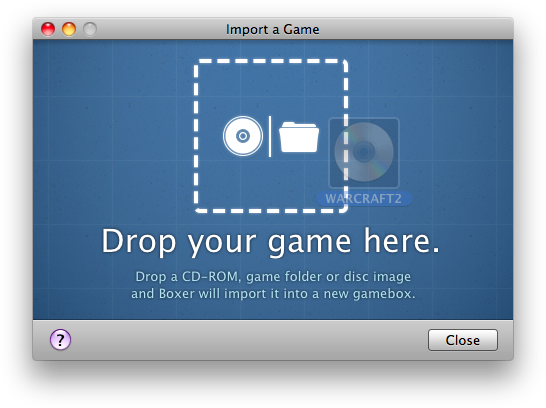 Import a Game
WARCRAFT2
Drop your game here.
Drop a CD-ROM, game folder or disc image
and Boxer will import it into a new gamebox.
?
Close